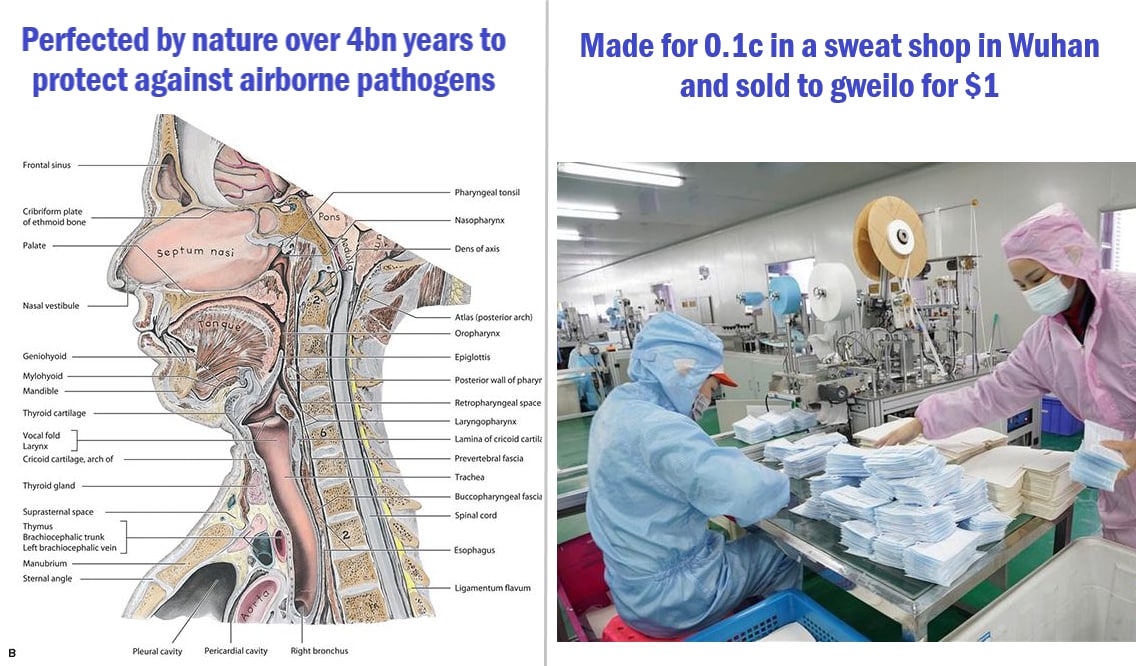 Perfected by nature over 4bn years to
protect against airborne pathogens
Made for 0.1c in a sweat shop in Wuhan
and sold to gweilo for $1
Frontal sinus
Cribriform plate
of ethmoid bone
Palate
Nasal vestibule
Geniohyoid
Mylohyoid
Mandible
Thyroid cartilage
Vocal fold
Larynx
Cricoid cartilage, arch of
Thyroid gland
Suprasternal space
Thymus
Brachiocephalic trunk
Left brachiocephalic vein
Manubrium
Sternal angle
Septum nasi
Tongue
Pons
Medulla
2
6
2
Aorta
Pharyngeal tonsil
Nasopharynx
Dens of axis
Atlas (posterior arch)
Oropharynx
Epiglottis
Posterior wall of pharyr
Retropharyngeal space
Laryngopharynx
Lamina of cricoid cartila
Prevertebral fascia
Trachea
Buccopharyngeal fascia
Spinal cord
Esophagus
Ligamentum flavum
B
Pleural cavity
Pericardial cavity
Right bronchus